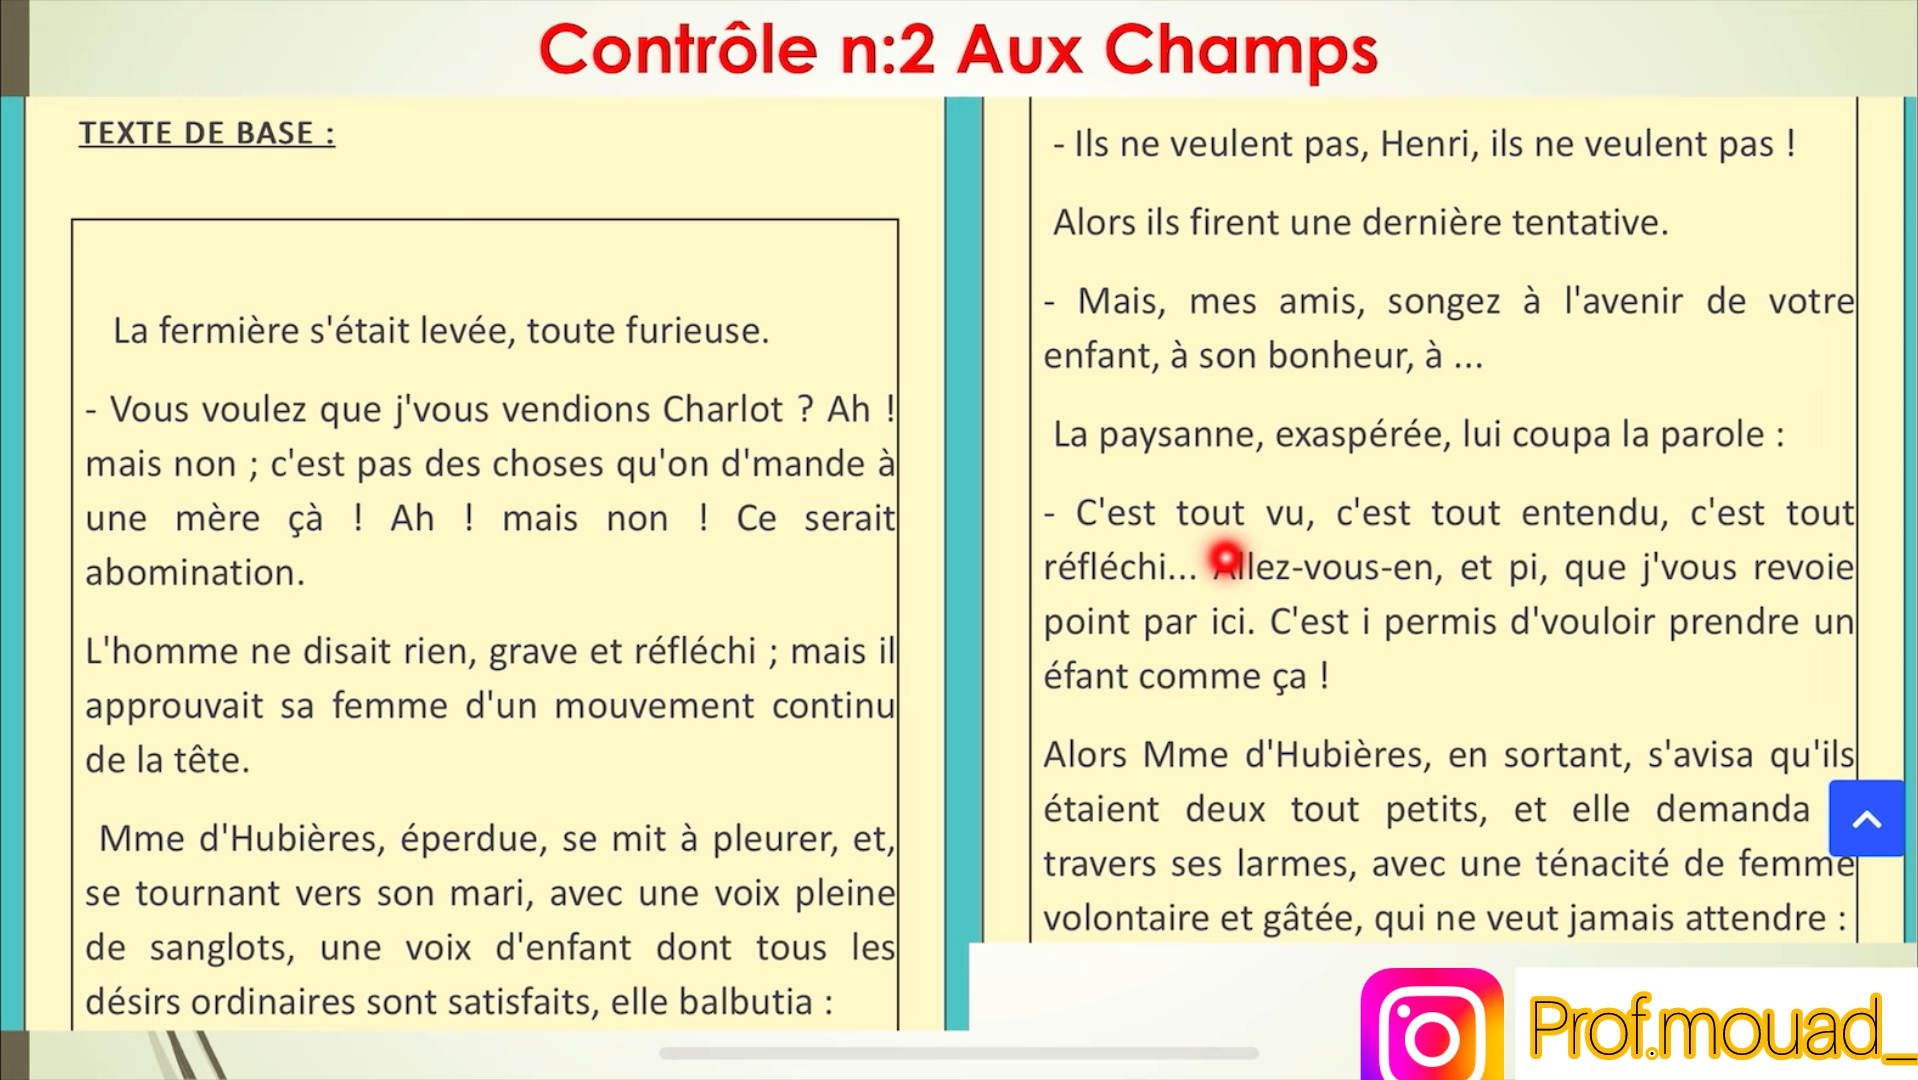 Contrôle n:2 Aux Champs
TEXTE DE BASE :
La fermière s'était levée, toute furieuse.
- Vous voulez que j'vous vendions Charlot ? Ah !
mais non ; c'est pas des choses qu'on d'mande à
une mère çà ! Ah ! mais non ! Ce serait
abomination.
L'homme ne disait rien, grave et réfléchi ; mais il
approuvait sa femme d'un mouvement continu
de la tête.
Mme d'Hubières, éperdue, se mit à pleurer, et,
se tournant vers son mari, avec une voix pleine
de sanglots, une voix d'enfant dont tous les
désirs ordinaires sont satisfaits, elle balbutia :
- Ils ne veulent pas, Henri, ils ne veulent pas !
Alors ils firent une dernière tentative.
- Mais, mes amis, songez à l'avenir de votre
enfant, à son bonheur, à ...
La paysanne, exaspérée, lui coupa la parole :
- C'est tout vu, c'est tout entendu, c'est tout
réfléchi... Allez-vous-en, et pi, que j'vous revoie
point par ici. C'est i permis d'vouloir prendre un
éfant comme ça !
Alors Mme d'Hubières, en sortant, s'avisa qu'ils
étaient deux tout petits, et elle demanda
travers ses larmes, avec une ténacité de femme
volontaire et gâtée, qui ne veut jamais attendre :
Prof.mouad_